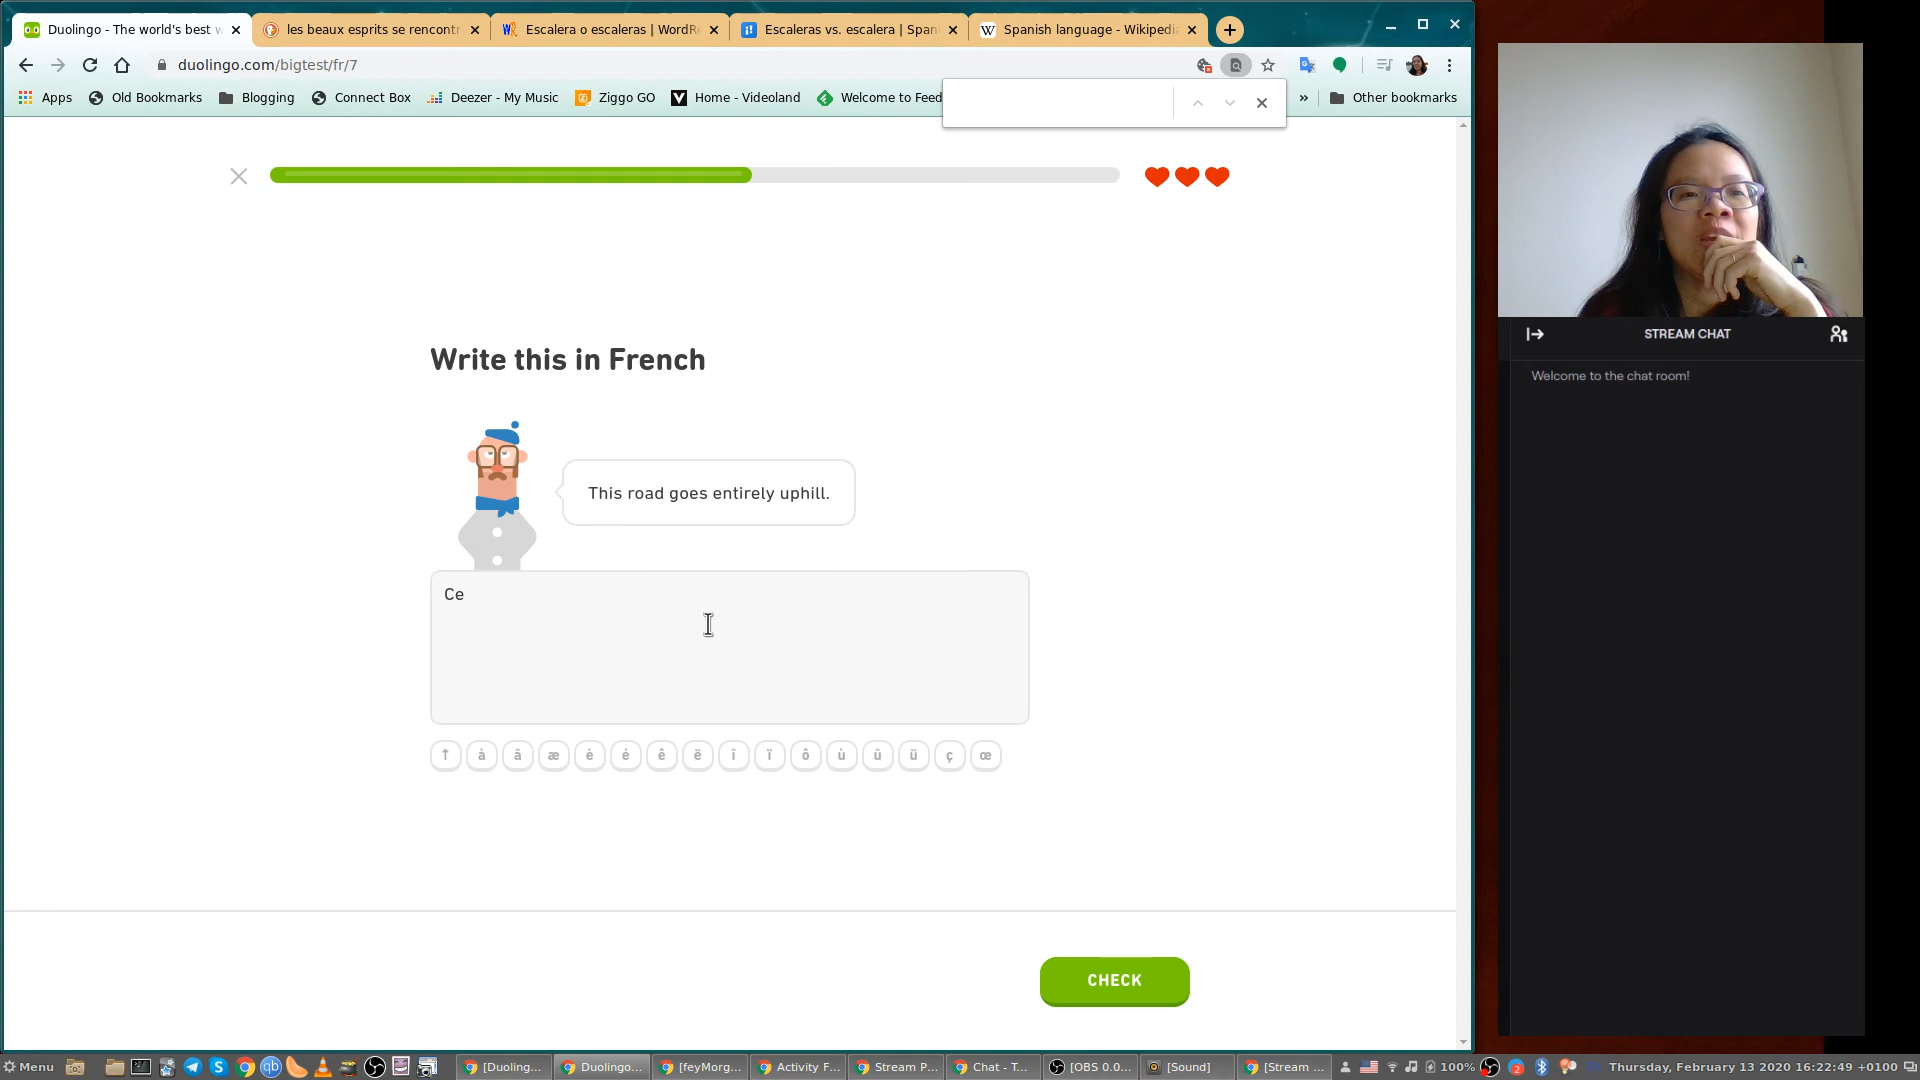 Duolingo - The world's best w
les beaux esprits se rencontr
Escalera o escaleras | WordR
Escaleras vs. escalera | Span
Spanish language - Wikipedi
duolingo.com/bigtest/fr/7
Apps
Old Bookmarks
Blogging
Connect Box
Deezer - My Music
Ziggo GO
Home - Videoland
Welcome to Feed
»
Other bookmarks
Write this in French
This road goes entirely uphill.
Ce
↑ à â æ è é ê ë î ï ô ù û ü ç œ
CHECK
STREAM CHAT
Welcome to the chat room!
Menu
[Duoling...
Duolingo...
[feyMorg...
Activity F...
Stream P...
Chat - T...
[OBS 0.0...
[Sound]
[Stream ...
100%
2
Thursday, February 13 2020 16:22:49 +0100